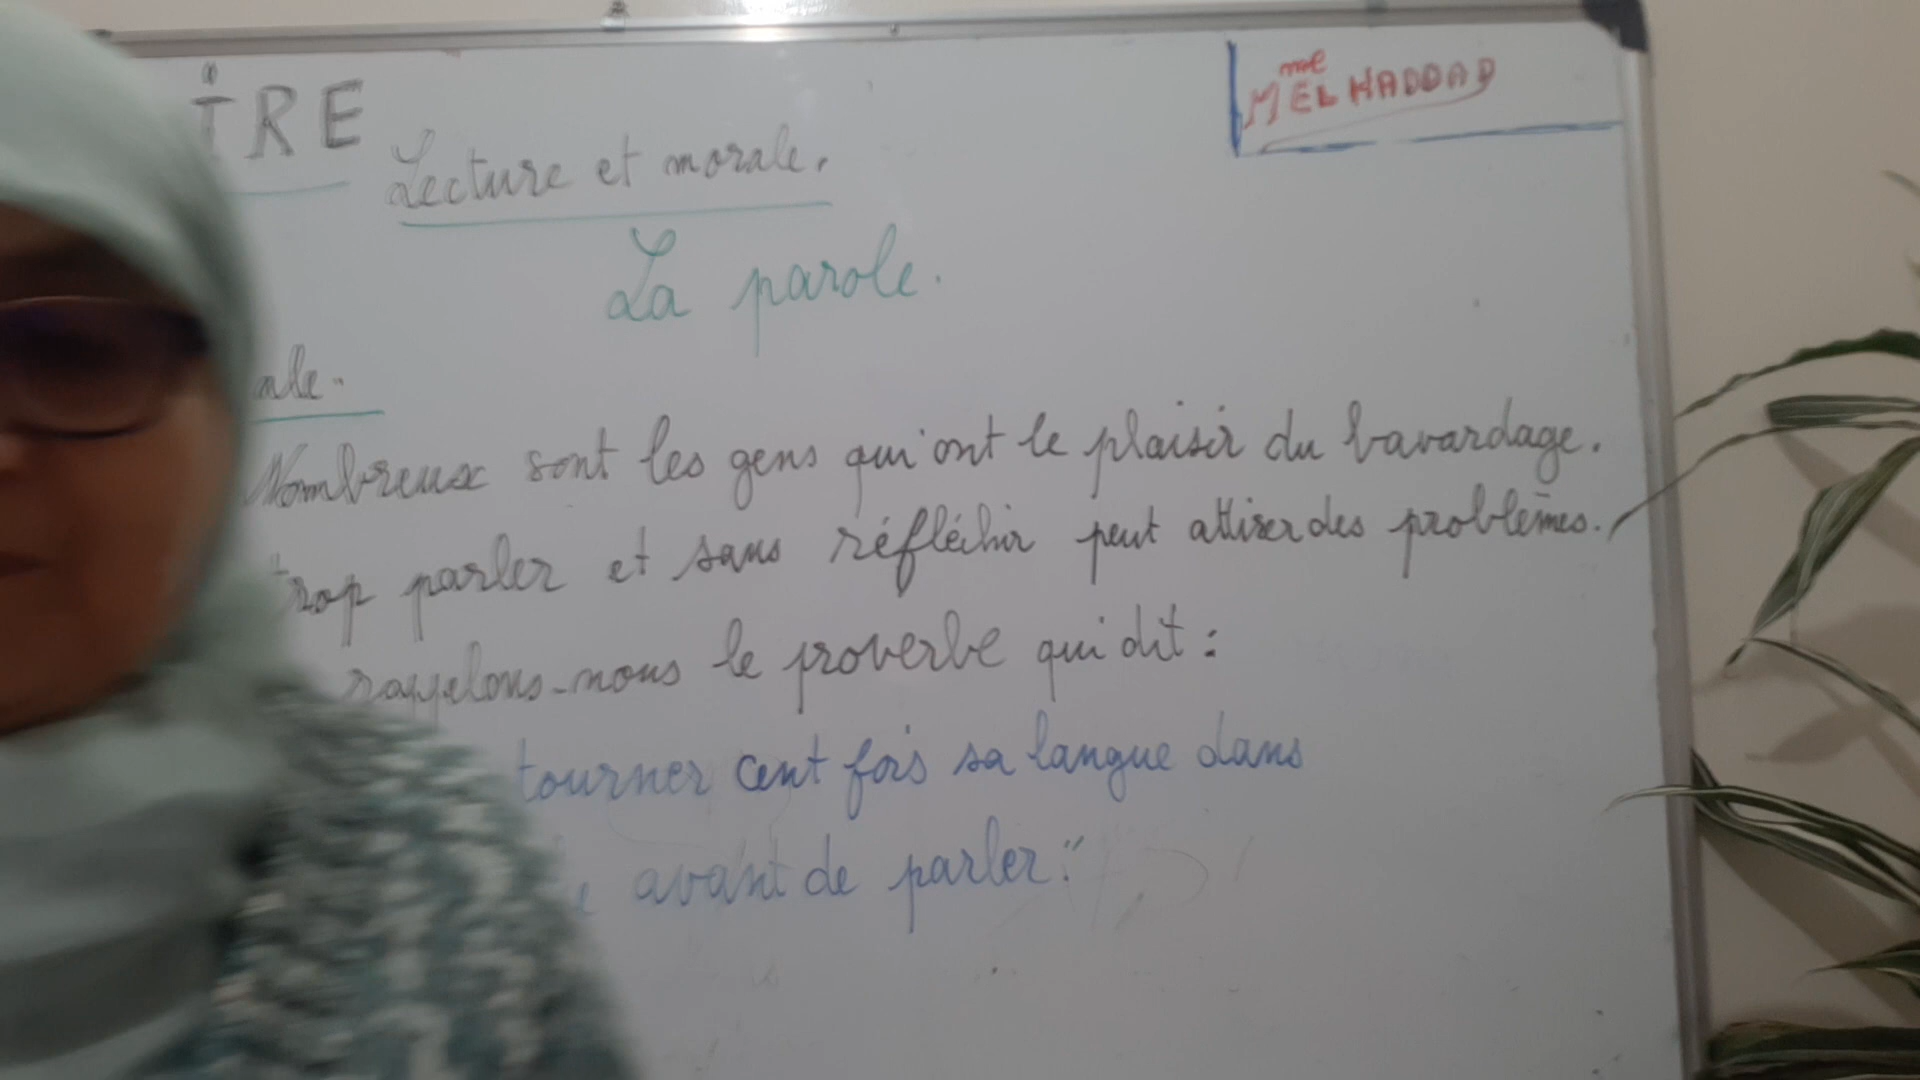 IRE
Mme EL HADDAD
Lecture et morale.
La parole.
ale.
Nombreux sont les gens qui ont le plaisir du bavardage.
Trop parler et sans réfléchir peut attiser des problèmes.
rappelons-nous le proverbe qui dit :
tourner cent fois sa langue dans
avant de parler."